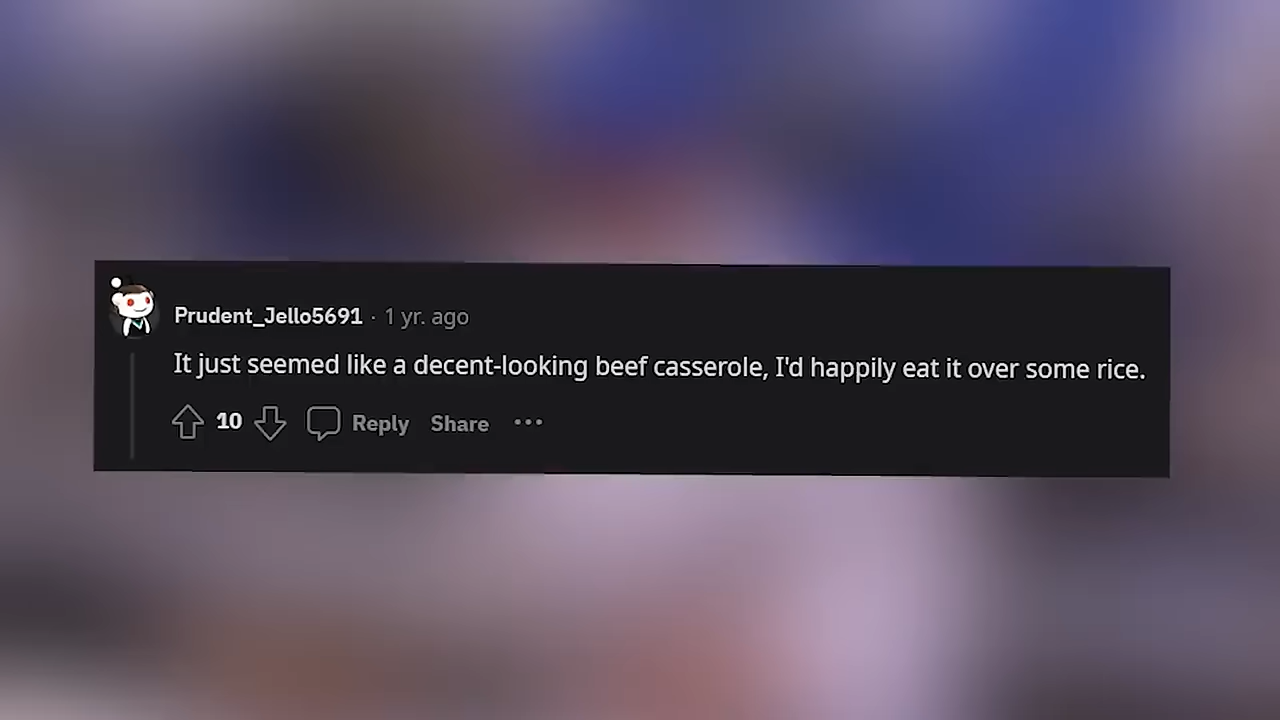 Prudent_Jello5691 · 1 yr. ago
It just seemed like a decent-looking beef casserole, I'd happily eat it over some rice.
10 Reply Share ···